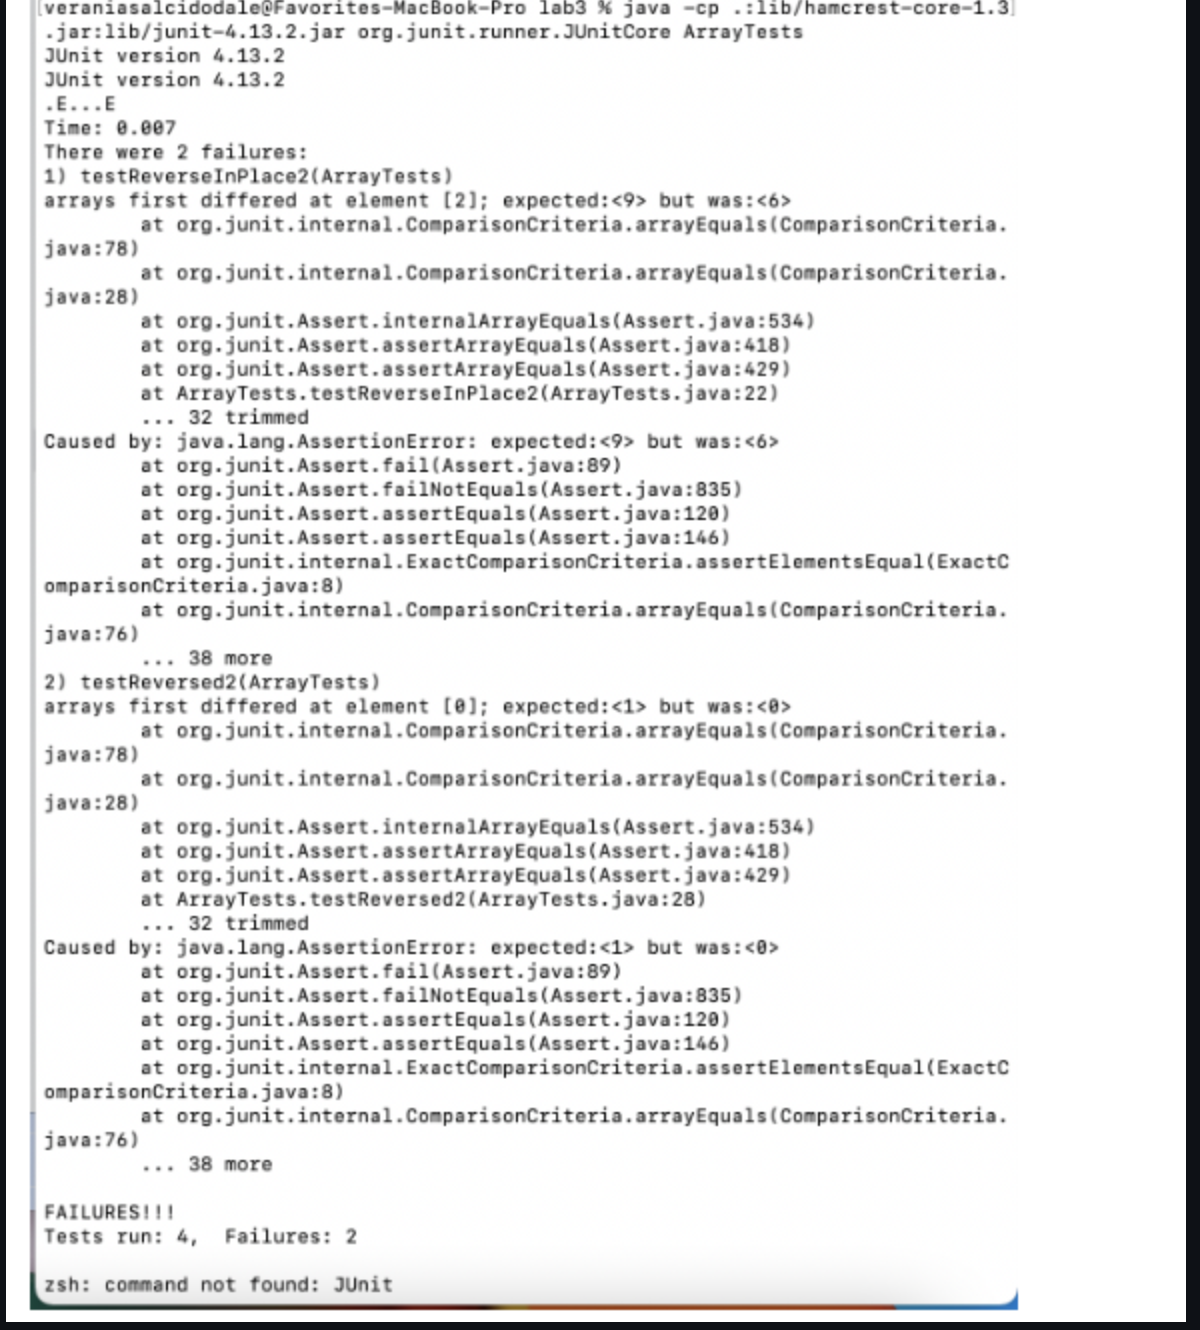 [veraniasalcidodale@Favorites-MacBook-Pro lab3 % java -cp .:lib/hamcrest-core-1.3]
.jar:lib/junit-4.13.2.jar org.junit.runner.JUnitCore ArrayTests
JUnit version 4.13.2
JUnit version 4.13.2
.E...E
Time: 0.007
There were 2 failures:
1) testReverseInPlace2(ArrayTests)
arrays first differed at element [2]; expected:<9> but was:<6>
        at org.junit.internal.ComparisonCriteria.arrayEquals(ComparisonCriteria.
java:78)
        at org.junit.internal.ComparisonCriteria.arrayEquals(ComparisonCriteria.
java:28)
        at org.junit.Assert.internalArrayEquals(Assert.java:534)
        at org.junit.Assert.assertArrayEquals(Assert.java:418)
        at org.junit.Assert.assertArrayEquals(Assert.java:429)
        at ArrayTests.testReverseInPlace2(ArrayTests.java:22)
        ... 32 trimmed
Caused by: java.lang.AssertionError: expected:<9> but was:<6>
        at org.junit.Assert.fail(Assert.java:89)
        at org.junit.Assert.failNotEquals(Assert.java:835)
        at org.junit.Assert.assertEquals(Assert.java:120)
        at org.junit.Assert.assertEquals(Assert.java:146)
        at org.junit.internal.ExactComparisonCriteria.assertElementsEqual(ExactC
omparisonCriteria.java:8)
        at org.junit.internal.ComparisonCriteria.arrayEquals(ComparisonCriteria.
java:76)
        ... 38 more
2) testReversed2(ArrayTests)
arrays first differed at element [0]; expected:<1> but was:<0>
        at org.junit.internal.ComparisonCriteria.arrayEquals(ComparisonCriteria.
java:78)
        at org.junit.internal.ComparisonCriteria.arrayEquals(ComparisonCriteria.
java:28)
        at org.junit.Assert.internalArrayEquals(Assert.java:534)
        at org.junit.Assert.assertArrayEquals(Assert.java:418)
        at org.junit.Assert.assertArrayEquals(Assert.java:429)
        at ArrayTests.testReversed2(ArrayTests.java:28)
        ... 32 trimmed
Caused by: java.lang.AssertionError: expected:<1> but was:<0>
        at org.junit.Assert.fail(Assert.java:89)
        at org.junit.Assert.failNotEquals(Assert.java:835)
        at org.junit.Assert.assertEquals(Assert.java:120)
        at org.junit.Assert.assertEquals(Assert.java:146)
        at org.junit.internal.ExactComparisonCriteria.assertElementsEqual(ExactC
omparisonCriteria.java:8)
        at org.junit.internal.ComparisonCriteria.arrayEquals(ComparisonCriteria.
java:76)
        ... 38 more
FAILURES!!!
Tests run: 4,  Failures: 2
zsh: command not found: JUnit